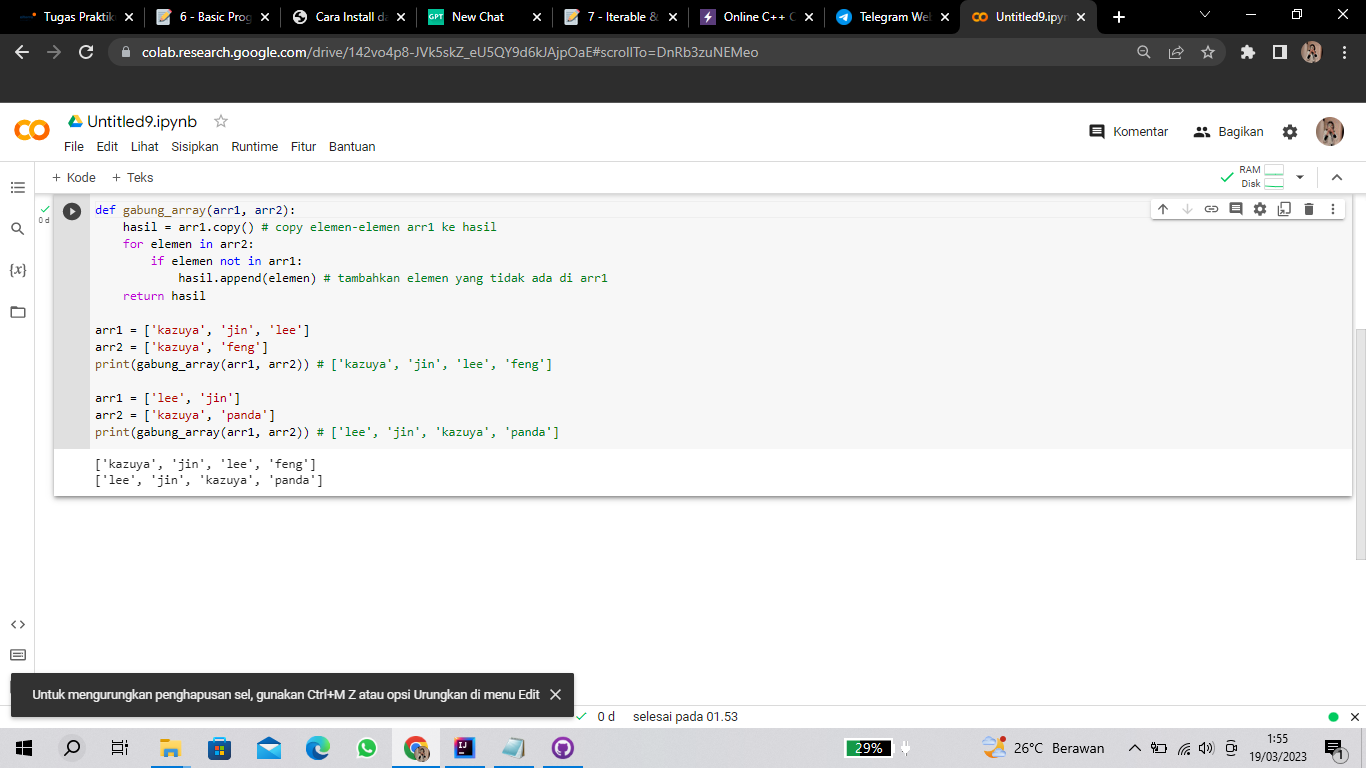 Tugas Praktik
6 - Basic Prog
Cara Install da
New Chat
7 - Iterable &
Online C++ C
Telegram Web
Untitled9.ipyn
colab.research.google.com/drive/142vo4p8-JVk5skZ_eU5QY9d6kJAjpOaE#scrollTo=DnRb3zuNEMeo
Untitled9.ipynb
Komentar
Bagikan
File Edit Lihat Sisipkan Runtime Fitur Bantuan
+ Kode + Teks
RAM
Disk
0 d
def gabung_array(arr1, arr2):
    hasil = arr1.copy() # copy elemen-elemen arr1 ke hasil
    for elemen in arr2:
        if elemen not in arr1:
            hasil.append(elemen) # tambahkan elemen yang tidak ada di arr1
    return hasil
arr1 = ['kazuya', 'jin', 'lee']
arr2 = ['kazuya', 'feng']
print(gabung_array(arr1, arr2)) # ['kazuya', 'jin', 'lee', 'feng']
arr1 = ['lee', 'jin']
arr2 = ['kazuya', 'panda']
print(gabung_array(arr1, arr2)) # ['lee', 'jin', 'kazuya', 'panda']
['kazuya', 'jin', 'lee', 'feng']
['lee', 'jin', 'kazuya', 'panda']
Untuk mengurungkan penghapusan sel, gunakan Ctrl+M Z atau opsi Urungkan di menu Edit
0 d selesai pada 01.53
29%
26°C Berawan
1:55
19/03/2023
1